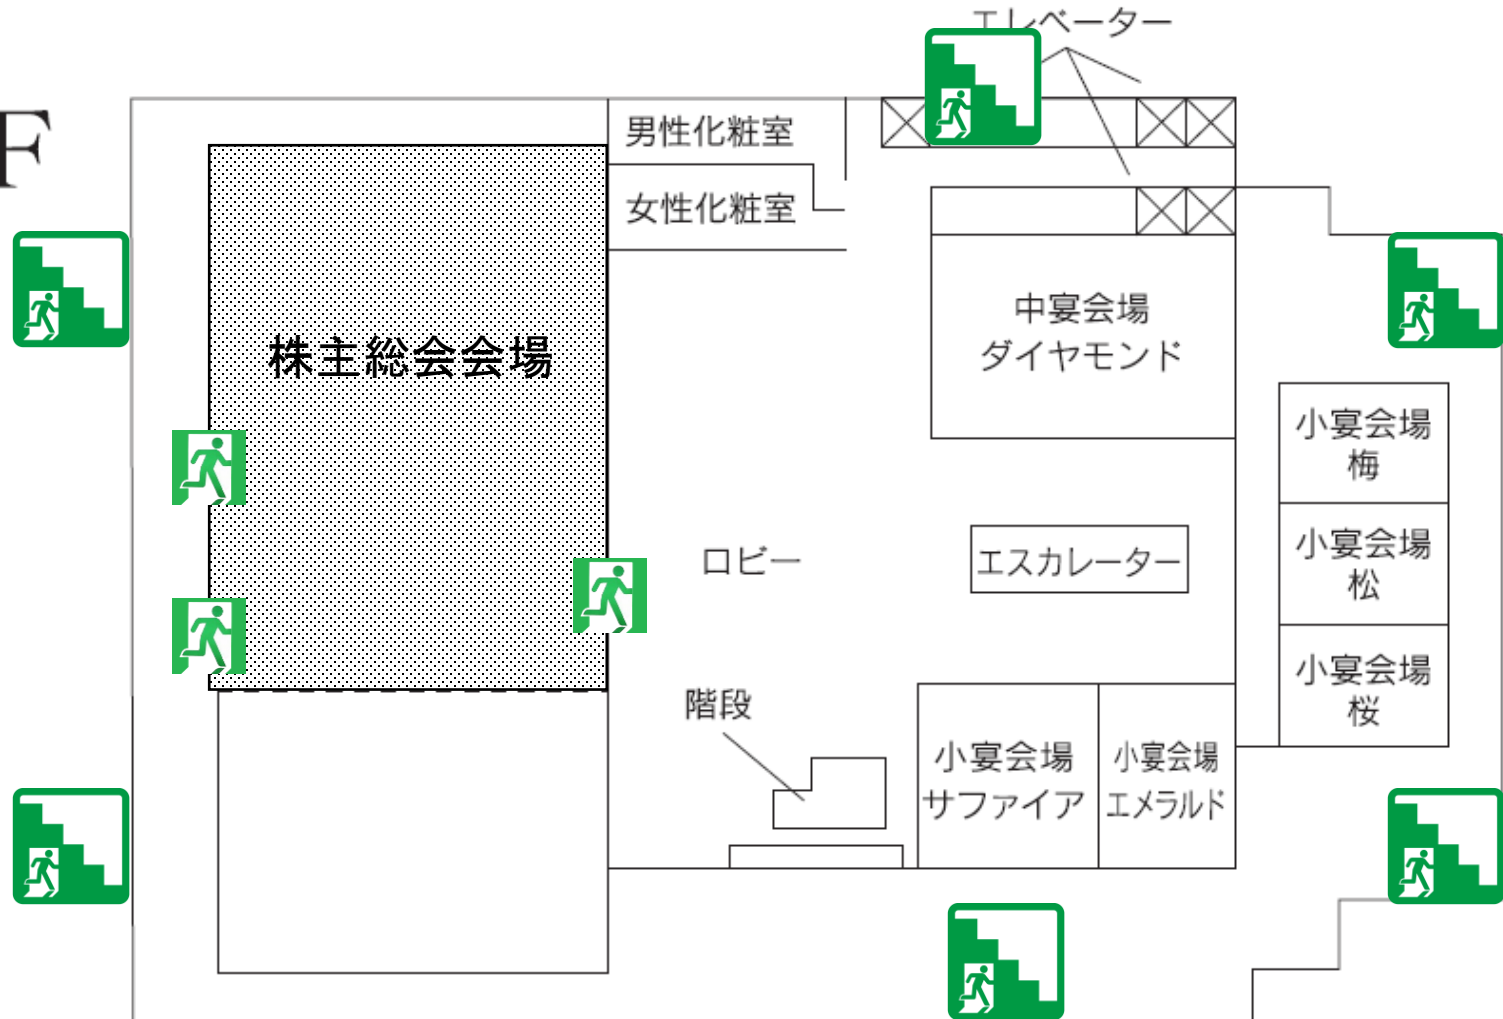 エレベーター
F
男性化粧室
女性化粧室
中宴会場
ダイヤモンド
株主総会会場
小宴会場
梅
小宴会場
松
小宴会場
桜
ロビー
エスカレーター
階段
小宴会場
サファイア
小宴会場
エメラルド